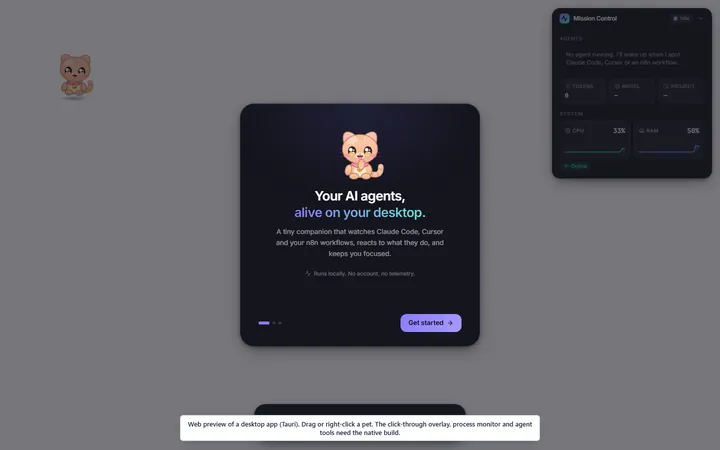 Mission Control
Idle
AGENTS
No agent running. I'll wake up when I spot
Claude Code, Cursor or an n8n workflow.
TOKENS
MODEL
PROJECT
0
–
–
SYSTEM
CPU
33%
RAM
58%
Online
Your AI agents,
alive on your desktop.
A tiny companion that watches Claude Code, Cursor
and your n8n workflows, reacts to what they do, and
keeps you focused.
Runs locally. No account, no telemetry.
Get started →
Web preview of a desktop app (Tauri). Drag or right-click a pet. The click-through overlay, process monitor and agent
tools need the native build.